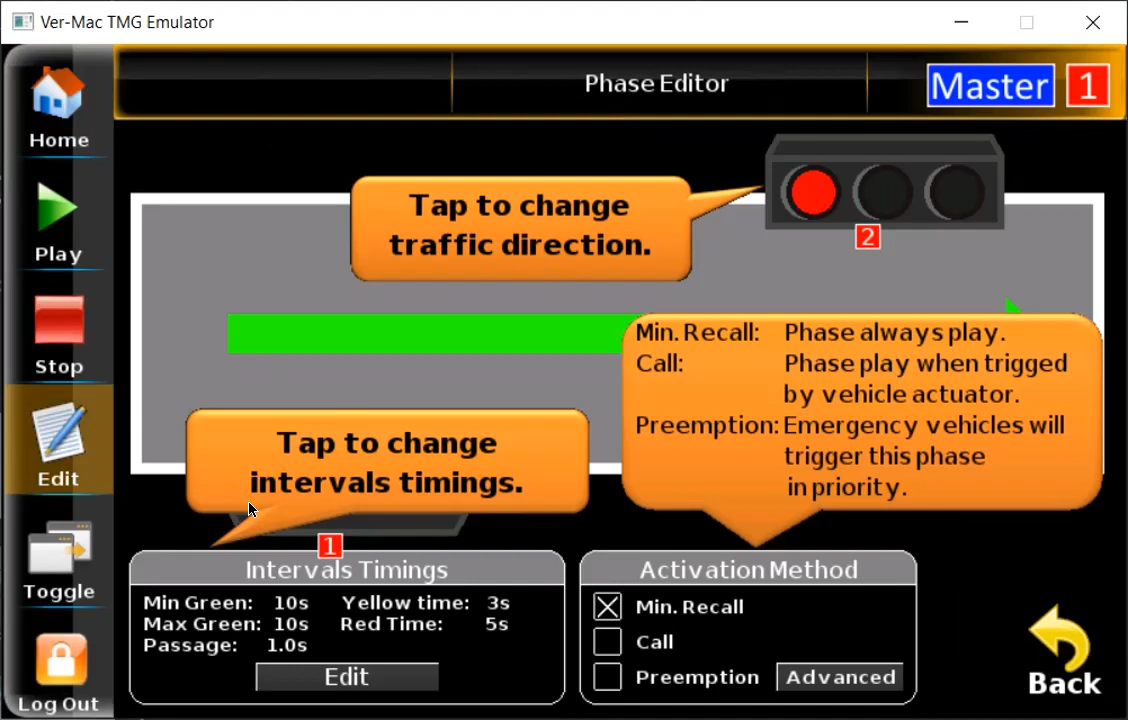 Ver-Mac TMG Emulator
Home
Play
Stop
Edit
Toggle
Log Out
Phase Editor
Master 1
Tap to change
traffic direction.
2
Min. Recall: Phase always play.
Call: Phase play when trigged
by vehicle actuator.
Preemption: Emergency vehicles will
trigger this phase
in priority.
Tap to change
intervals timings.
1
Intervals Timings
Min Green: 10s Yellow time: 3s
Max Green: 10s Red Time: 5s
Passage: 1.0s
Edit
Activation Method
Min. Recall
Call
Preemption Advanced
Back